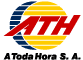 ATH
A Toda Hora S. A.